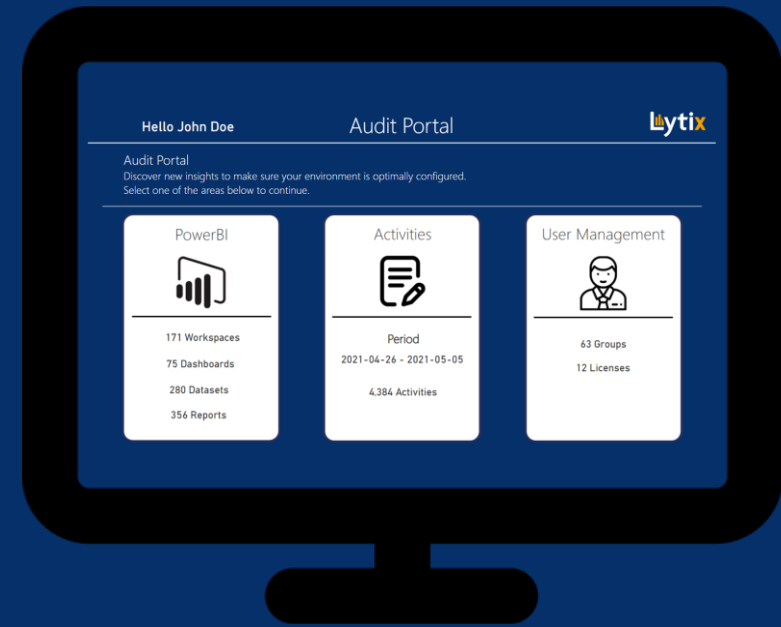 Hello John Doe
Audit Portal
Lytix
Audit Portal
Discover new insights to make sure your environment is optimally configured.
Select one of the areas below to continue.
PowerBI
171 Workspaces
75 Dashboards
280 Datasets
356 Reports
Activities
Period
2021-04-26 - 2021-05-05
4,384 Activities
User Management
63 Groups
12 Licenses